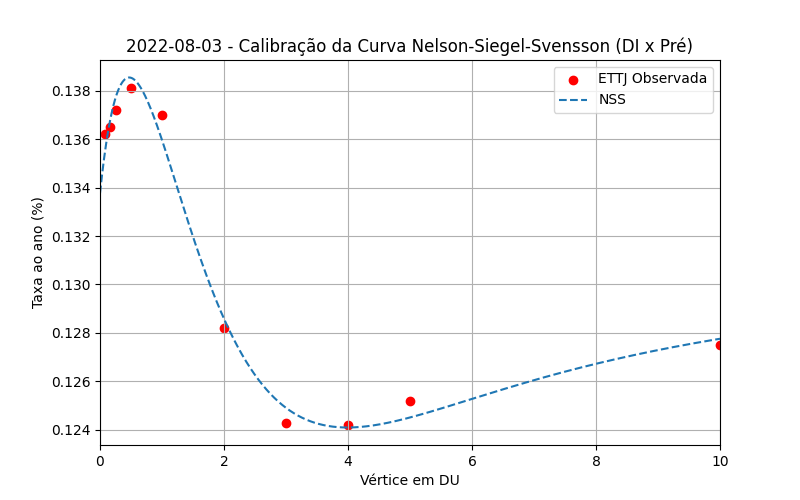 2022-08-03 - Calibração da Curva Nelson-Siegel-Svensson (DI x Pré)
ETTJ Observada
NSS
Taxa ao ano (%)
0.138
0.136
0.134
0.132
0.130
0.128
0.126
0.124
0 2 4 6 8 10
Vértice em DU